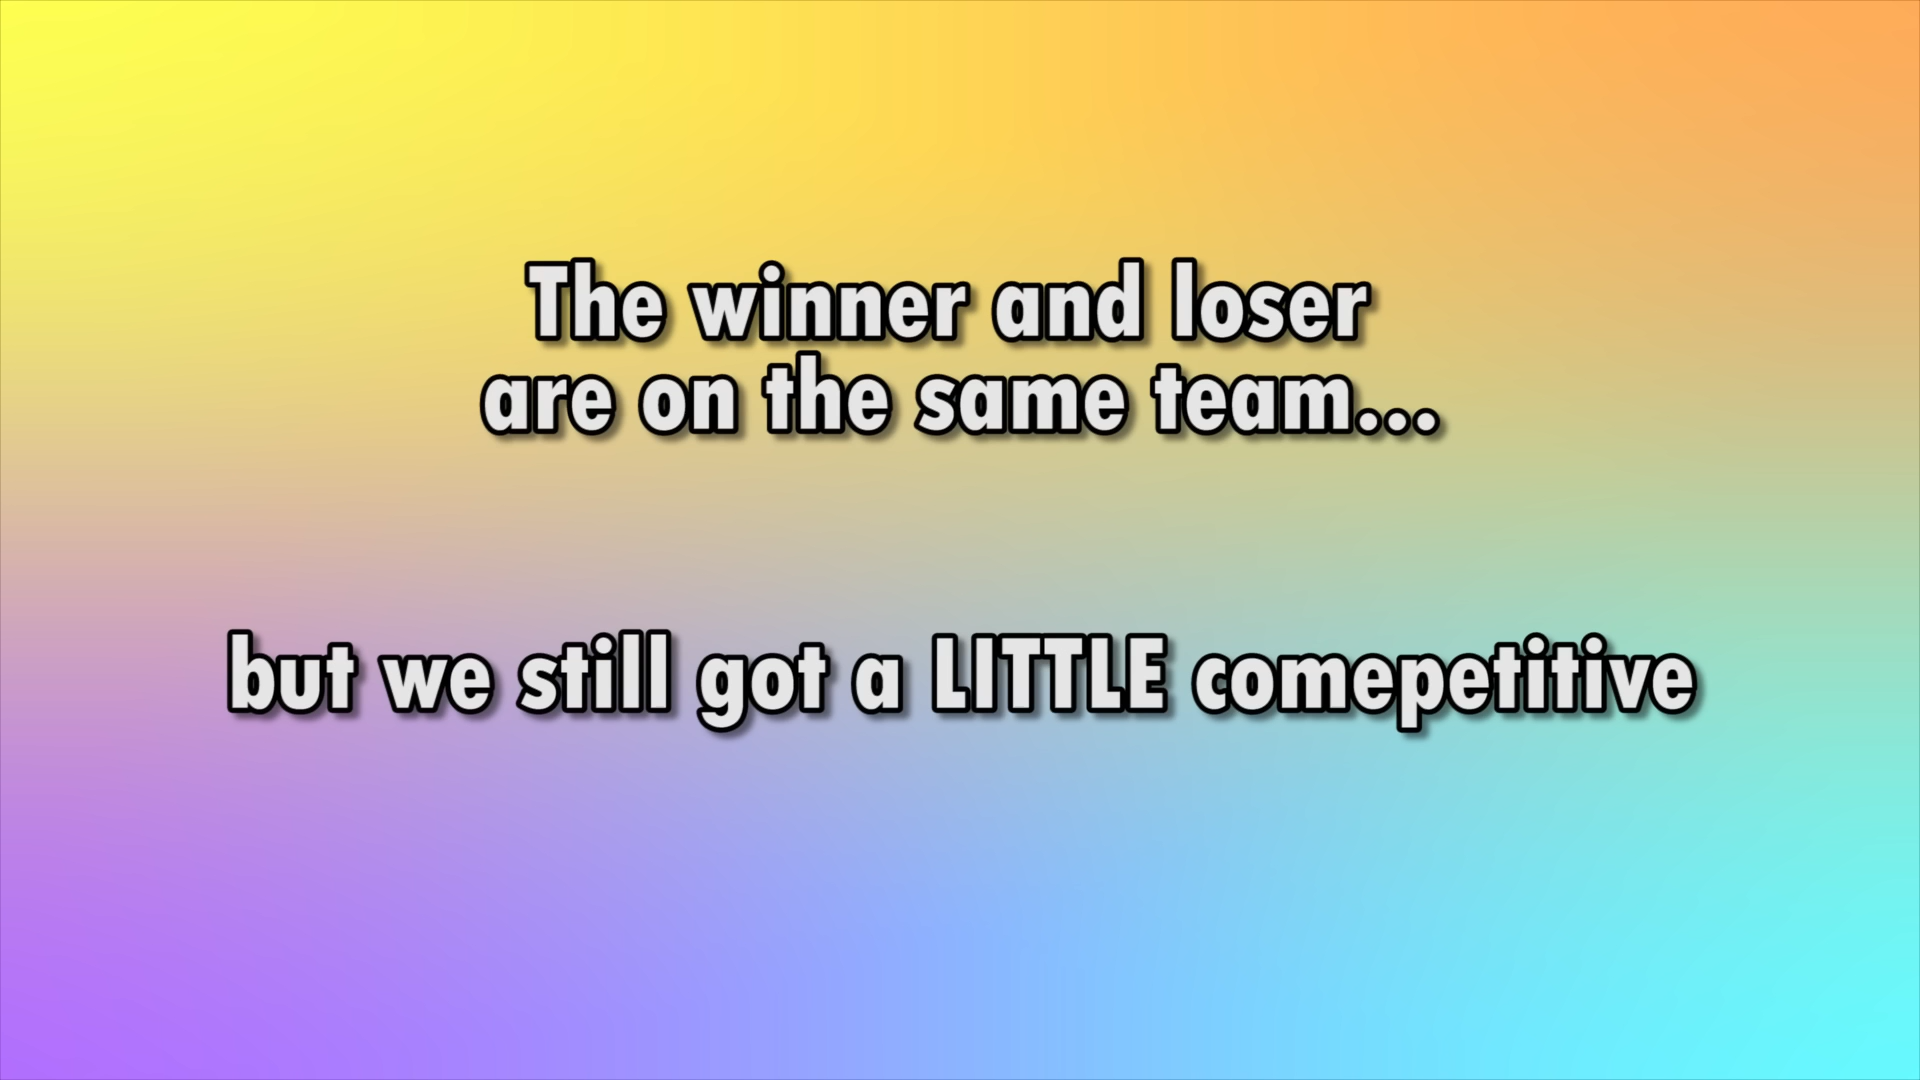 The winner and loser
are on the same team...
but we still got a LITTLE comepetitive